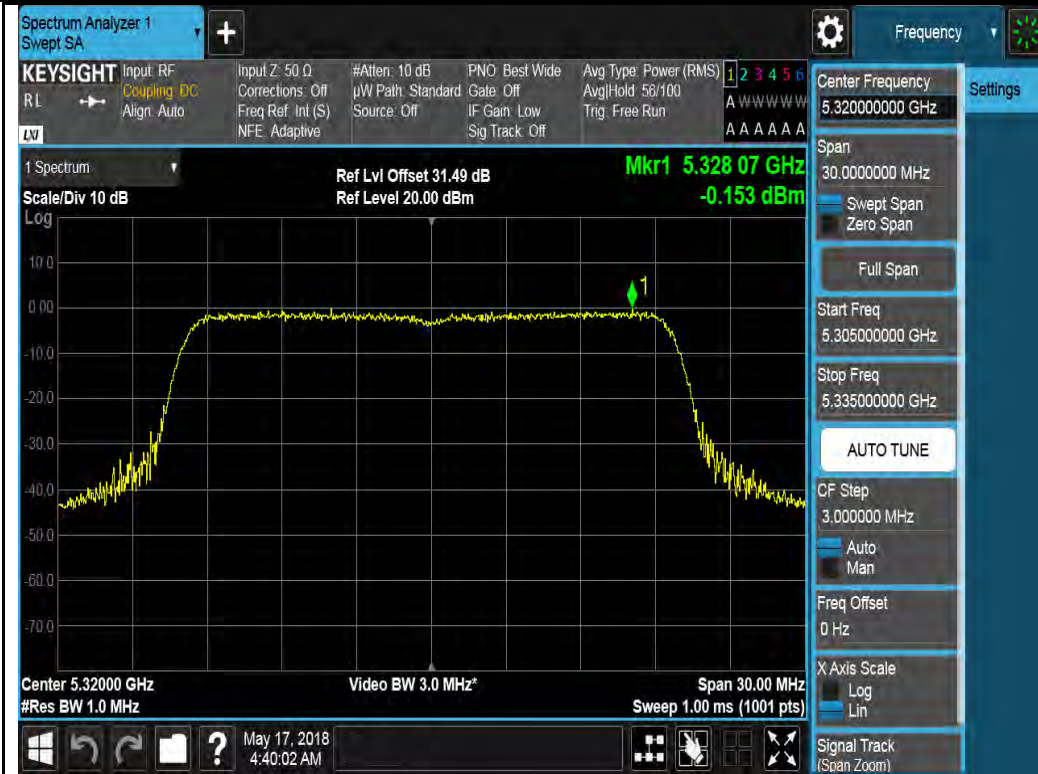 Spectrum Analyzer 1
Swept SA
+
Frequency
KEYSIGHT
RL
LXI
Input: RF
Coupling: DC
Align: Auto
Input Z: 50 Ω
Corrections: Off
Freq Ref: Int (S)
NFE: Adaptive
#Atten: 10 dB
µW Path: Standard
Source: Off
PNO: Best Wide
Gate: Off
IF Gain: Low
Sig Track: Off
Avg Type: Power (RMS)
Avg|Hold: 56/100
Trig: Free Run
1 2 3 4 5 6
A W W W W W
A A A A A A
1 Spectrum
Scale/Div 10 dB
Ref Lvl Offset 31.49 dB
Ref Level 20.00 dBm
Mkr1 5.328 07 GHz
-0.153 dBm
Log
10.0
0.00
-10.0
-20.0
-30.0
-40.0
-50.0
-60.0
-70.0
1
Center 5.32000 GHz
#Res BW 1.0 MHz
Video BW 3.0 MHz*
Span 30.00 MHz
Sweep 1.00 ms (1001 pts)
Center Frequency
5.320000000 GHz
Span
30.0000000 MHz
Swept Span
Zero Span
Full Span
Start Freq
5.305000000 GHz
Stop Freq
5.335000000 GHz
AUTO TUNE
CF Step
3.000000 MHz
Auto
Man
Freq Offset
0 Hz
X Axis Scale
Log
Lin
Signal Track
(Span Zoom)
Settings
?
May 17, 2018
4:40:02 AM